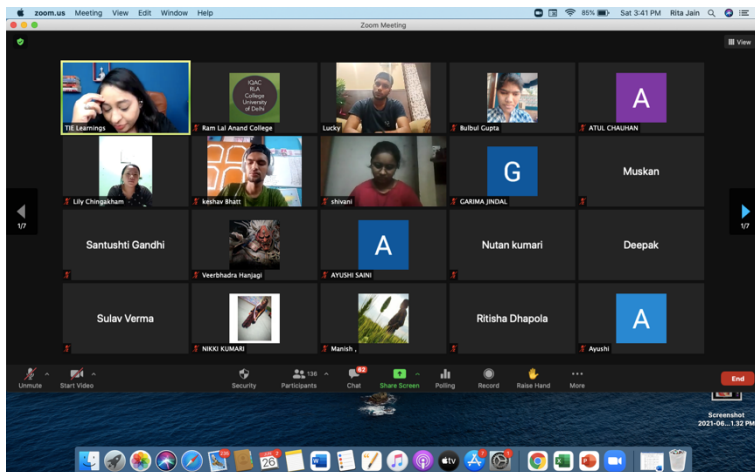 zoom.us Meeting View Edit Window Help
85% Sat 3:41 PM Rita Jain
Zoom Meeting
View
TIE Learnings
IQAC
RLA
College
University
of Delhi
Ram Lal Anand College
Lucky
Bulbul Gupta
A
ATUL CHAUHAN
Lily Chingakham
keshav Bhatt
shivani
G
GARIMA JINDAL
Muskan
1/7
1/7
Santushti Gandhi
Veerbhadra Hanjagi
A
AYUSHI SAINI
Nutan kumari
Deepak
Sulav Verma
NIKKI KUMARI
Manish ,
Ritisha Dhapola
A
Ayushi
Unmute
Start Video
Security
136
Participants
62
Chat
Share Screen
Polling
Record
Raise Hand
More
End
Screenshot
2021-06...1.32 PM
26
tv